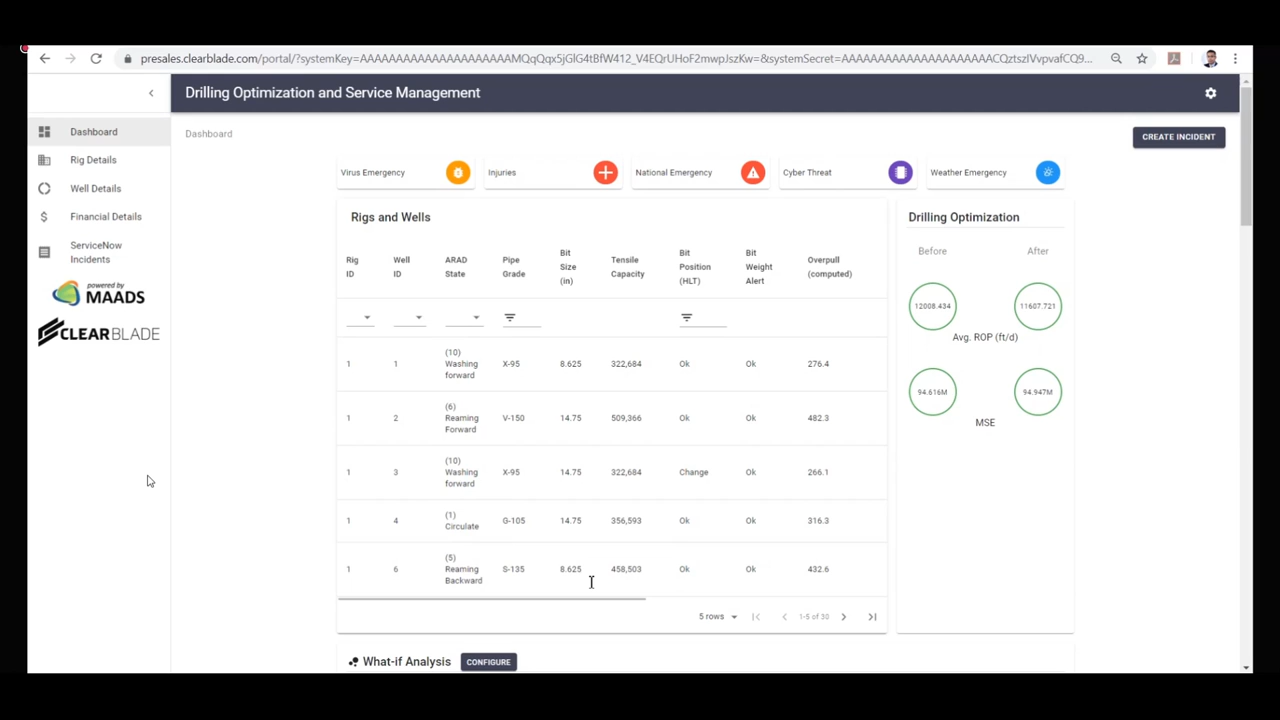 presales.clearblade.com/portal/?systemKey=AAAAAAAAAAAAAAAAAAAAAMQqQqx5jGlG4tBfW412_V4EQrUHoF2mwpJszKw=&systemSecret=AAAAAAAAAAAAAAAAAAAAACQztszlVvpvafCQ9...
Drilling Optimization and Service Management
Dashboard
Rig Details
Well Details
Financial Details
ServiceNow
Incidents
powered by
MAADS
CLEARBLADE
Dashboard
CREATE INCIDENT
Virus Emergency
Injuries
National Emergency
Cyber Threat
Weather Emergency
Rigs and Wells
Rig ID Well ID ARAD State Pipe Grade Bit Size (in) Tensile Capacity Bit Position (HLT) Bit Weight Alert Overpull (computed)
1 1 (10) Washing forward X-95 8.625 322,684 Ok Ok 276.4
1 2 (6) Reaming Forward V-150 14.75 509,366 Ok Ok 482.3
1 3 (10) Washing forward X-95 14.75 322,684 Change Ok 266.1
1 4 (1) Circulate G-105 14.75 356,593 Ok Ok 316.3
1 6 (5) Reaming Backward S-135 8.625 458,503 Ok Ok 432.6
5 rows 1-5 of 30
Drilling Optimization
Before After
12008.434 11607.721
Avg. ROP (ft/d)
94.616M 94.947M
MSE
What-if Analysis CONFIGURE